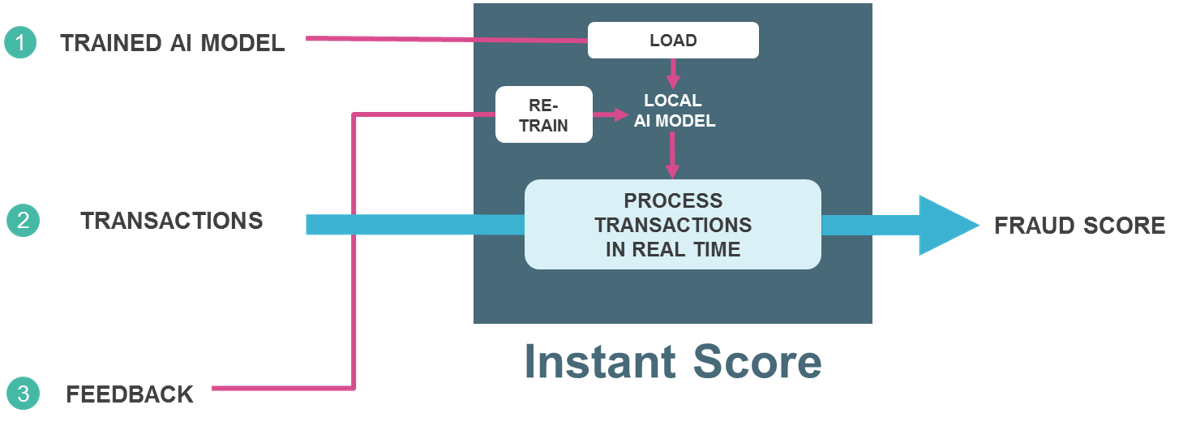 1 TRAINED AI MODEL
LOAD
RE-
TRAIN
LOCAL
AI MODEL
2 TRANSACTIONS
PROCESS
TRANSACTIONS
IN REAL TIME
FRAUD SCORE
Instant Score
3 FEEDBACK